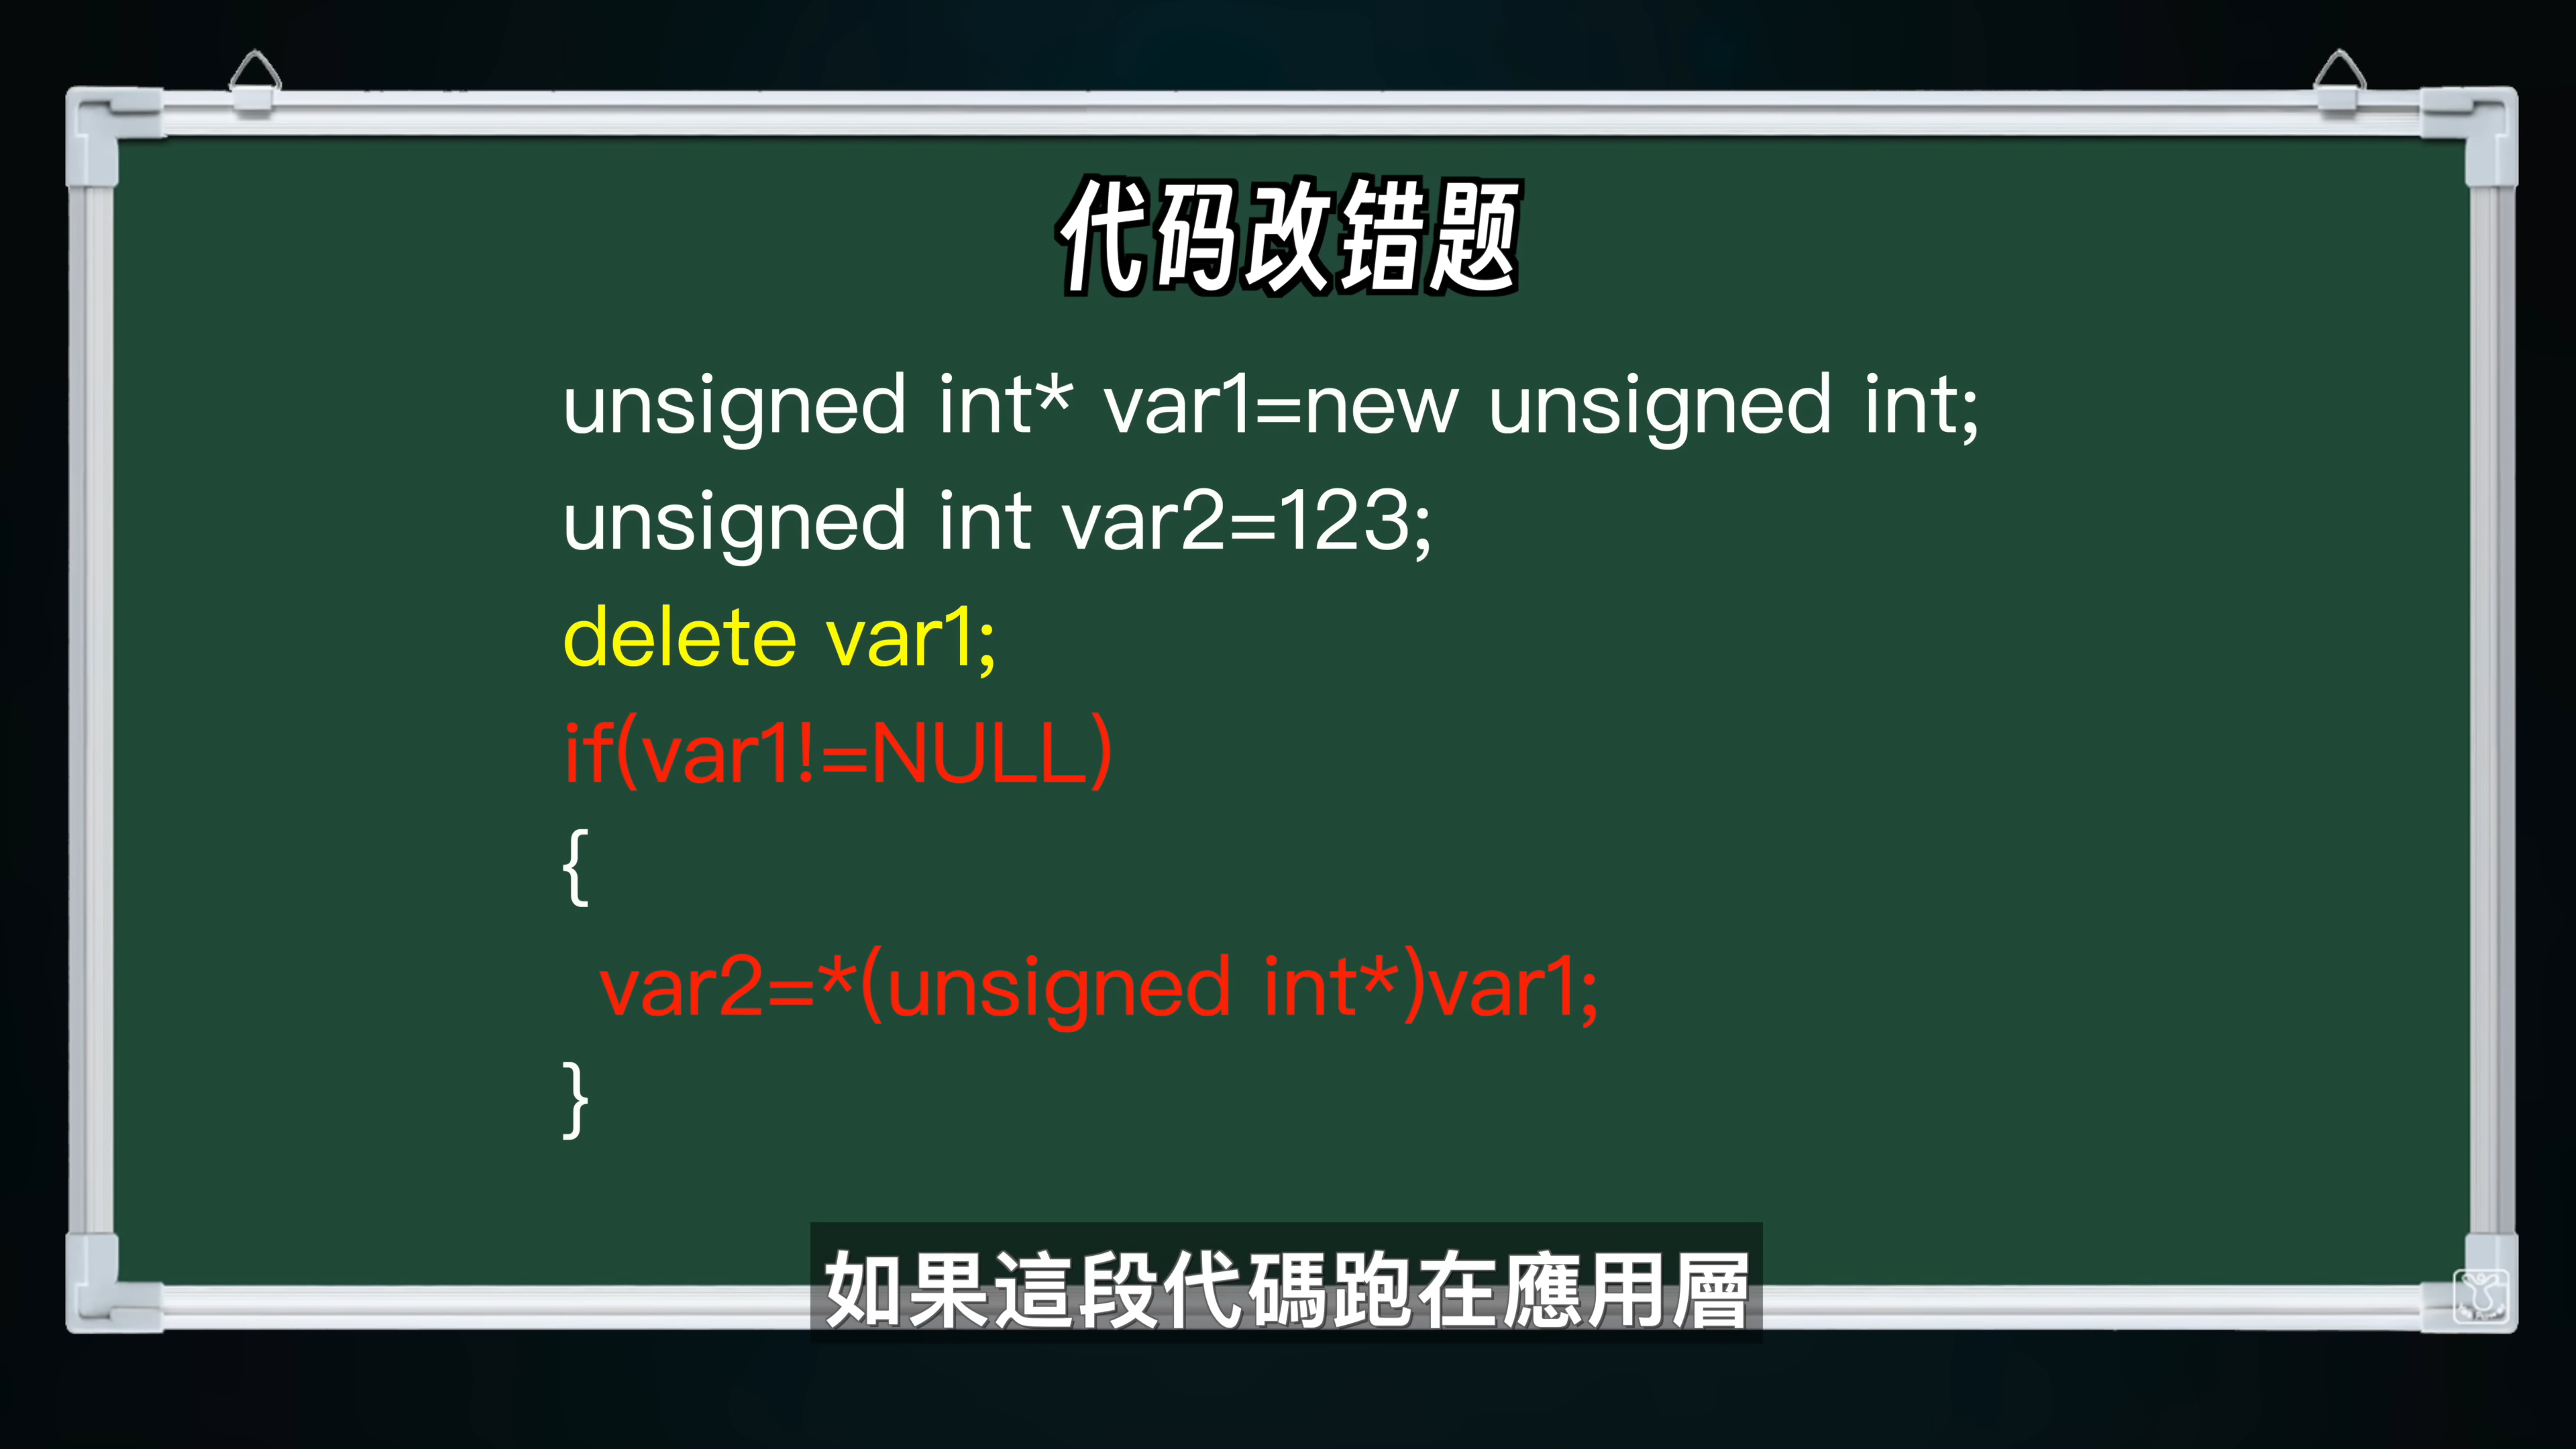 代码改错题
unsigned int* var1=new unsigned int;
unsigned int var2=123;
delete var1;
if(var1!=NULL)
{
var2=*(unsigned int*)var1;
}
如果這段代碼跑在應用層